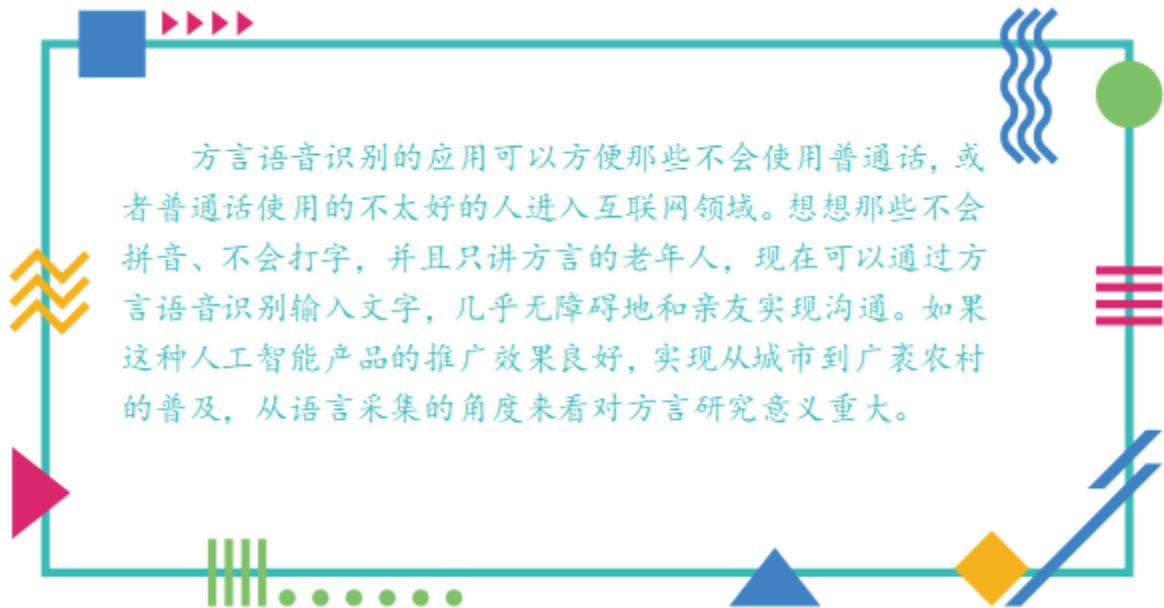 方言语音识别的应用可以方便那些不会使用普通话，或
者普通话使用的不太好的人进入互联网领域。想想那些不会
拼音、不会打字，并且只讲方言的老年人，现在可以通过方
言语音识别输入文字，几乎无障碍地和亲友实现沟通。如果
这种人工智能产品的推广效果良好，实现从城市到广袤农村
的普及，从语言采集的角度来看对方言研究意义重大。